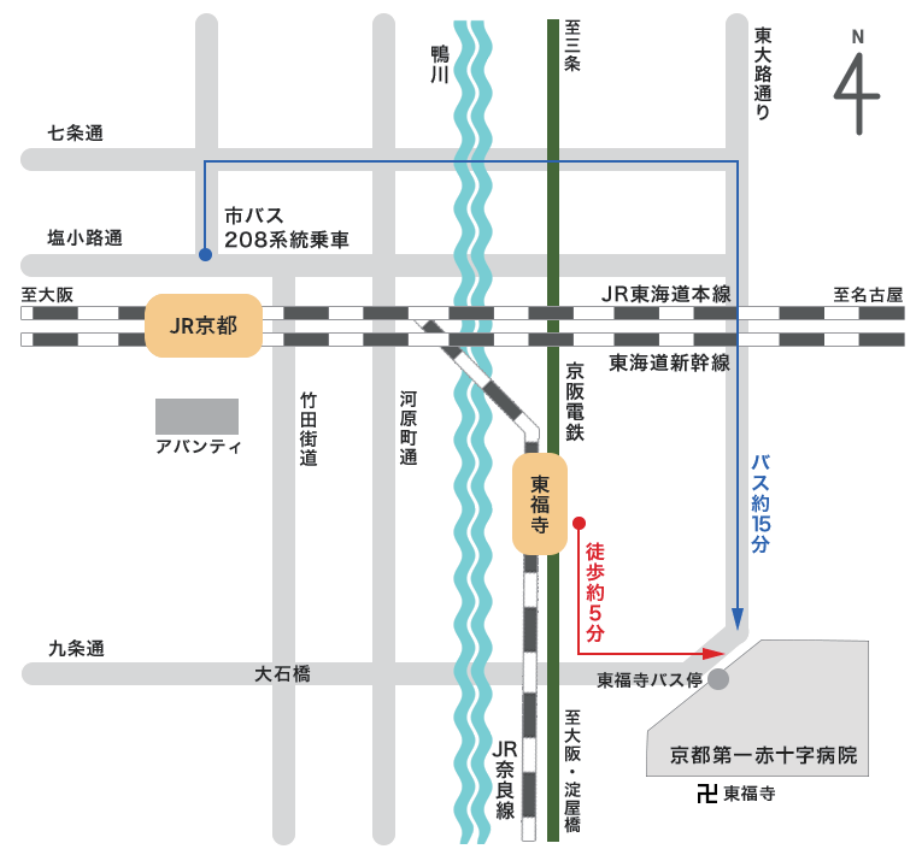 鴨川
至三条
東大路通り
N
七条通
市バス
208系統乗車
塩小路通
至大阪
JR東海道本線
至名古屋
JR京都
東海道新幹線
京阪電鉄
竹田街道
河原町通
アバンティ
東福寺
バス約15分
徒歩約5分
九条通
大石橋
東福寺バス停
至大阪・淀屋橋
JR奈良線
京都第一赤十字病院
卍東福寺